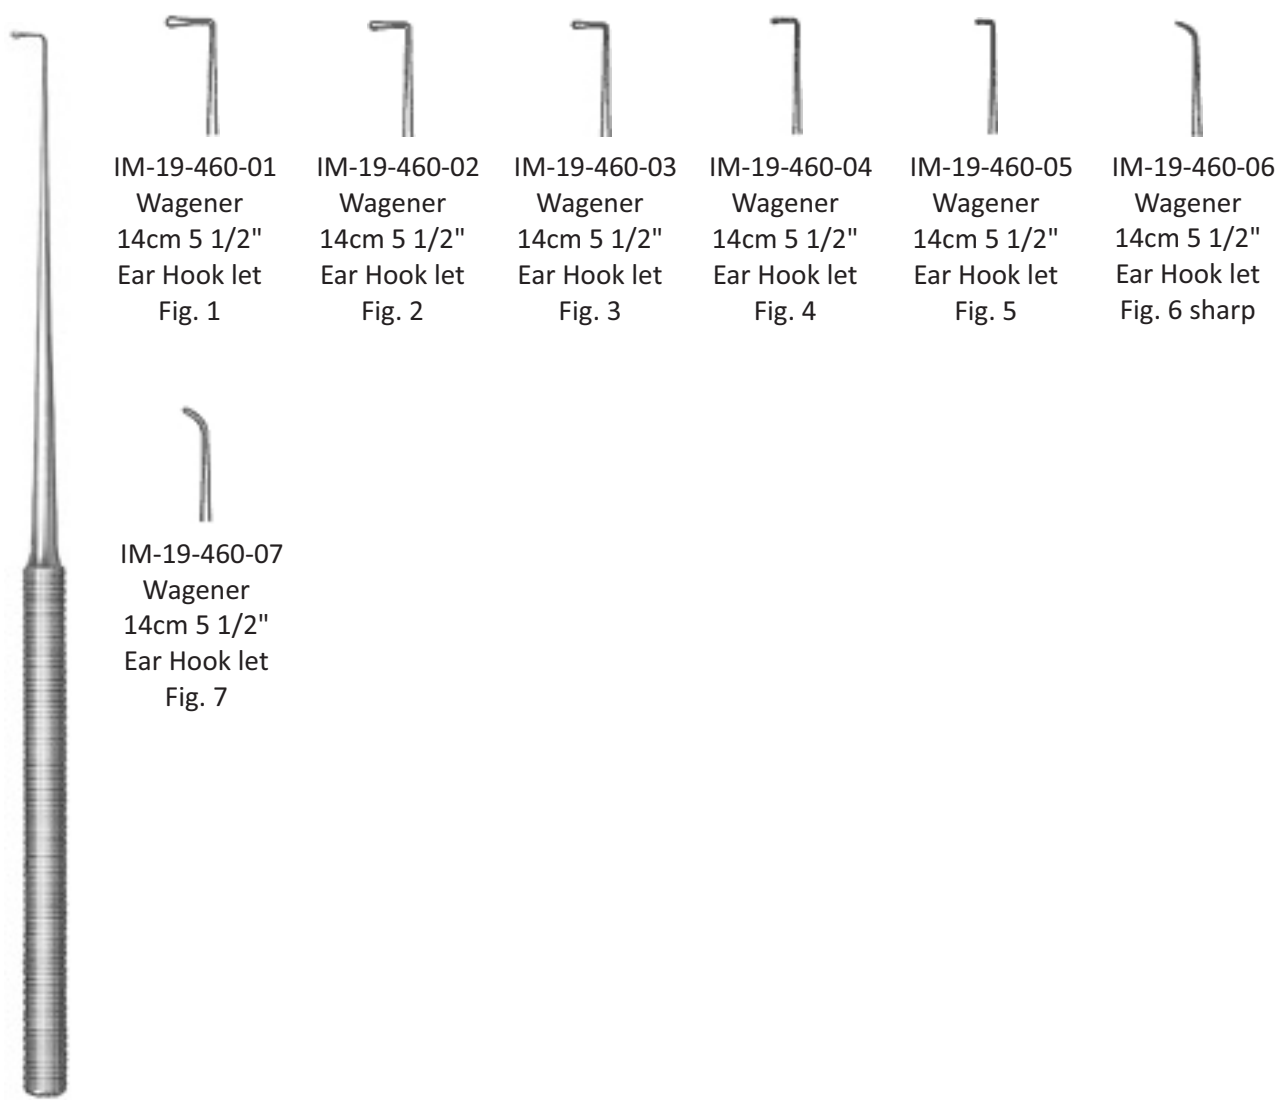 IM-19-460-01
Wagener
14cm 5 1/2"
Ear Hook let
Fig. 1
IM-19-460-02
Wagener
14cm 5 1/2"
Ear Hook let
Fig. 2
IM-19-460-03
Wagener
14cm 5 1/2"
Ear Hook let
Fig. 3
IM-19-460-04
Wagener
14cm 5 1/2"
Ear Hook let
Fig. 4
IM-19-460-05
Wagener
14cm 5 1/2"
Ear Hook let
Fig. 5
IM-19-460-06
Wagener
14cm 5 1/2"
Ear Hook let
Fig. 6 sharp
IM-19-460-07
Wagener
14cm 5 1/2"
Ear Hook let
Fig. 7